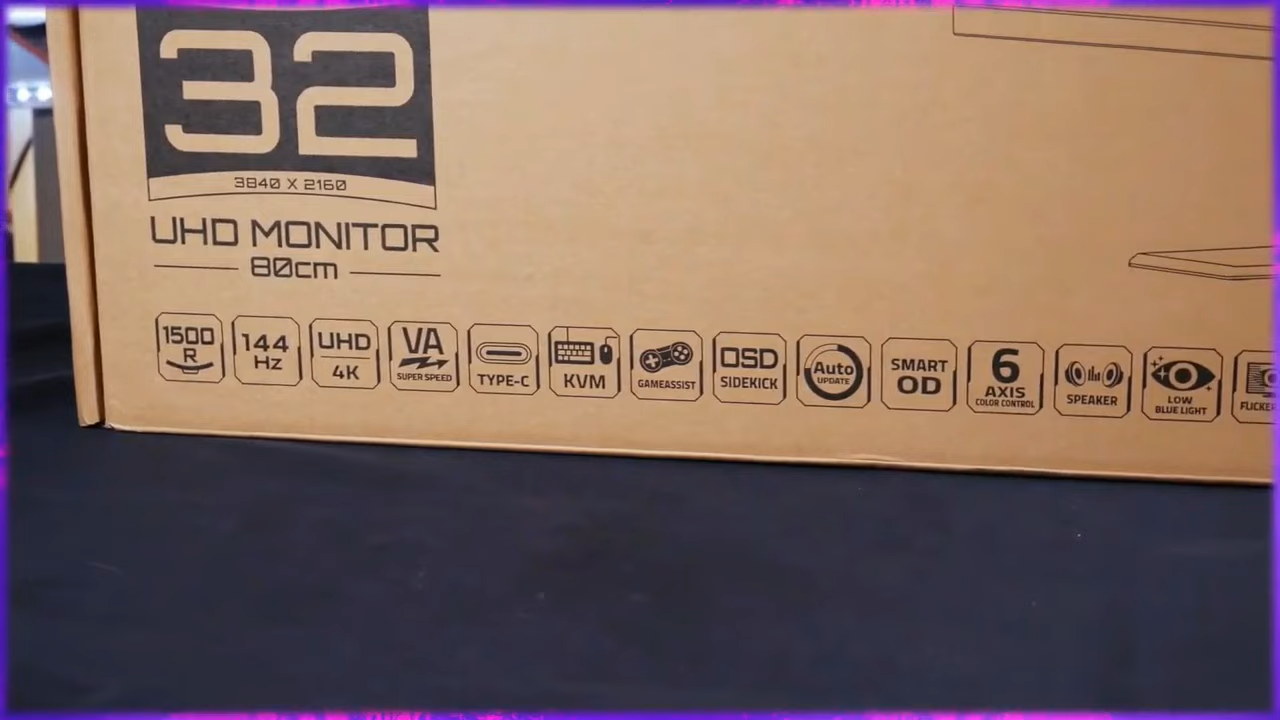 32
3840 X 2160
UHD MONITOR
80cm
1500
R
144
Hz
UHD
4K
VA
SUPER SPEED
TYPE-C
KVM
GAMEASSIST
OSD
SIDEKICK
Auto
UPDATE
SMART
OD
6
AXIS
COLOR CONTROL
SPEAKER
LOW
BLUE LIGHT